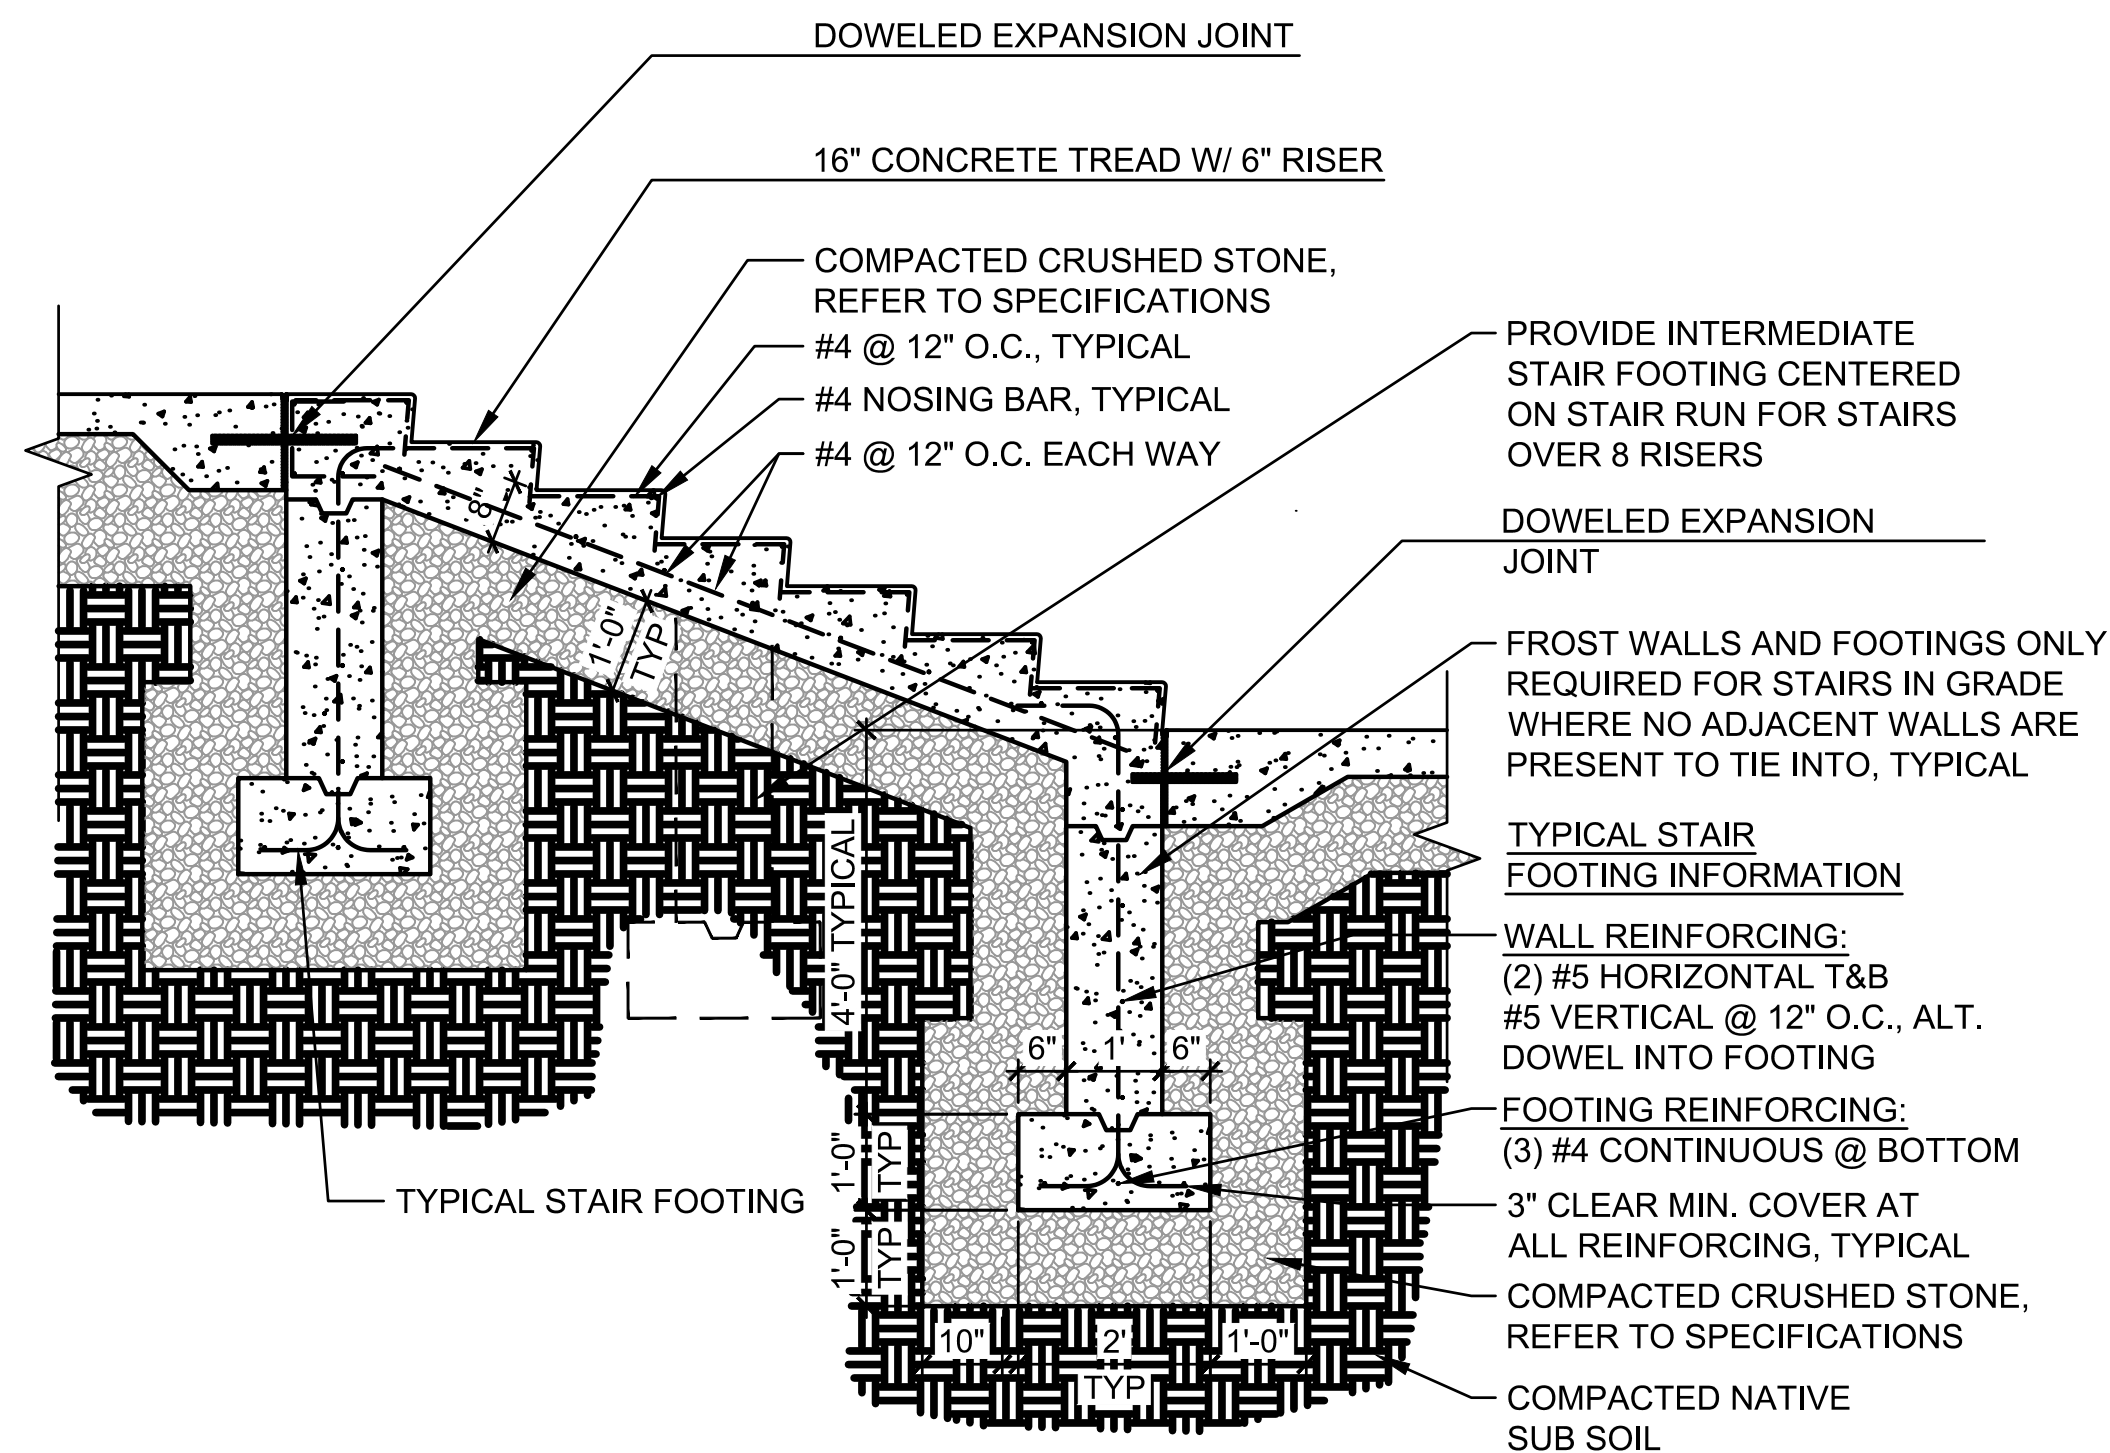 DOWELED EXPANSION JOINT
16" CONCRETE TREAD W/ 6" RISER
COMPACTED CRUSHED STONE,
REFER TO SPECIFICATIONS
#4 @ 12" O.C., TYPICAL
#4 NOSING BAR, TYPICAL
#4 @ 12" O.C. EACH WAY
PROVIDE INTERMEDIATE
STAIR FOOTING CENTERED
ON STAIR RUN FOR STAIRS
OVER 8 RISERS
DOWELED EXPANSION
JOINT
FROST WALLS AND FOOTINGS ONLY
REQUIRED FOR STAIRS IN GRADE
WHERE NO ADJACENT WALLS ARE
PRESENT TO TIE INTO, TYPICAL
TYPICAL STAIR
FOOTING INFORMATION
WALL REINFORCING:
(2) #5 HORIZONTAL T&B
#5 VERTICAL @ 12" O.C., ALT.
DOWEL INTO FOOTING
FOOTING REINFORCING:
(3) #4 CONTINUOUS @ BOTTOM
3" CLEAR MIN. COVER AT
ALL REINFORCING, TYPICAL
COMPACTED CRUSHED STONE,
REFER TO SPECIFICATIONS
COMPACTED NATIVE
SUB SOIL
8"
1'-0"
TYP
4'-0" TYPICAL
6" 1' 6"
1'-0"
TYP
1'-0"
TYP
TYPICAL STAIR FOOTING
10" 2' 1'-0"
TYP